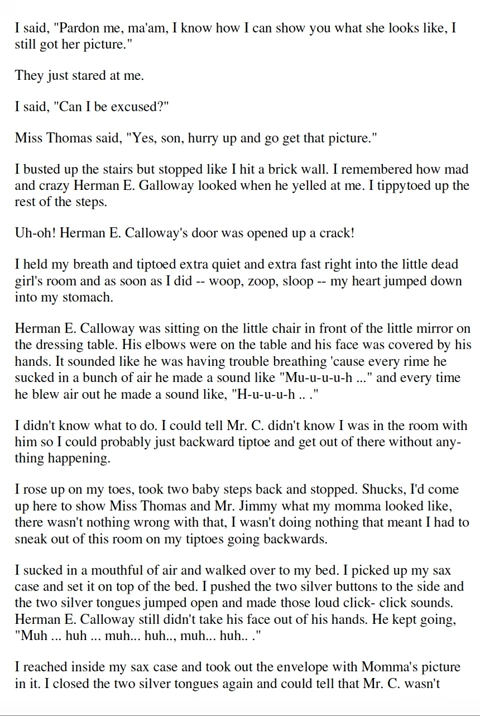 I said, "Pardon me, ma'am, I know how I can show you what she looks like, I
still got her picture."
They just stared at me.
I said, "Can I be excused?"
Miss Thomas said, "Yes, son, hurry up and go get that picture."
I busted up the stairs but stopped like I hit a brick wall. I remembered how mad
and crazy Herman E. Galloway looked when he yelled at me. I tippytoed up the
rest of the steps.
Uh-oh! Herman E. Calloway's door was opened up a crack!
I held my breath and tiptoed extra quiet and extra fast right into the little dead
girl's room and as soon as I did -- woop, zoop, sloop -- my heart jumped down
into my stomach.
Herman E. Calloway was sitting on the little chair in front of the little mirror on
the dressing table. His elbows were on the table and his face was covered by his
hands. It sounded like he was having trouble breathing 'cause every rime he
sucked in a bunch of air he made a sound like "Mu-u-u-u-h ..." and every time
he blew air out he made a sound like, "H-u-u-u-h .. ."
I didn't know what to do. I could tell Mr. C. didn't know I was in the room with
him so I could probably just backward tiptoe and get out of there without any-
thing happening.
I rose up on my toes, took two baby steps back and stopped. Shucks, I'd come
up here to show Miss Thomas and Mr. Jimmy what my momma looked like,
there wasn't nothing wrong with that, I wasn't doing nothing that meant I had to
sneak out of this room on my tiptoes going backwards.
I sucked in a mouthful of air and walked over to my bed. I picked up my sax
case and set it on top of the bed. I pushed the two silver buttons to the side and
the two silver tongues jumped open and made those loud click- click sounds.
Herman E. Calloway still didn't take his face out of his hands. He kept going,
"Muh ... huh ... muh... huh.., muh... huh.. ."
I reached inside my sax case and took out the envelope with Momma's picture
in it. I closed the two silver tongues again and could tell that Mr. C. wasn't